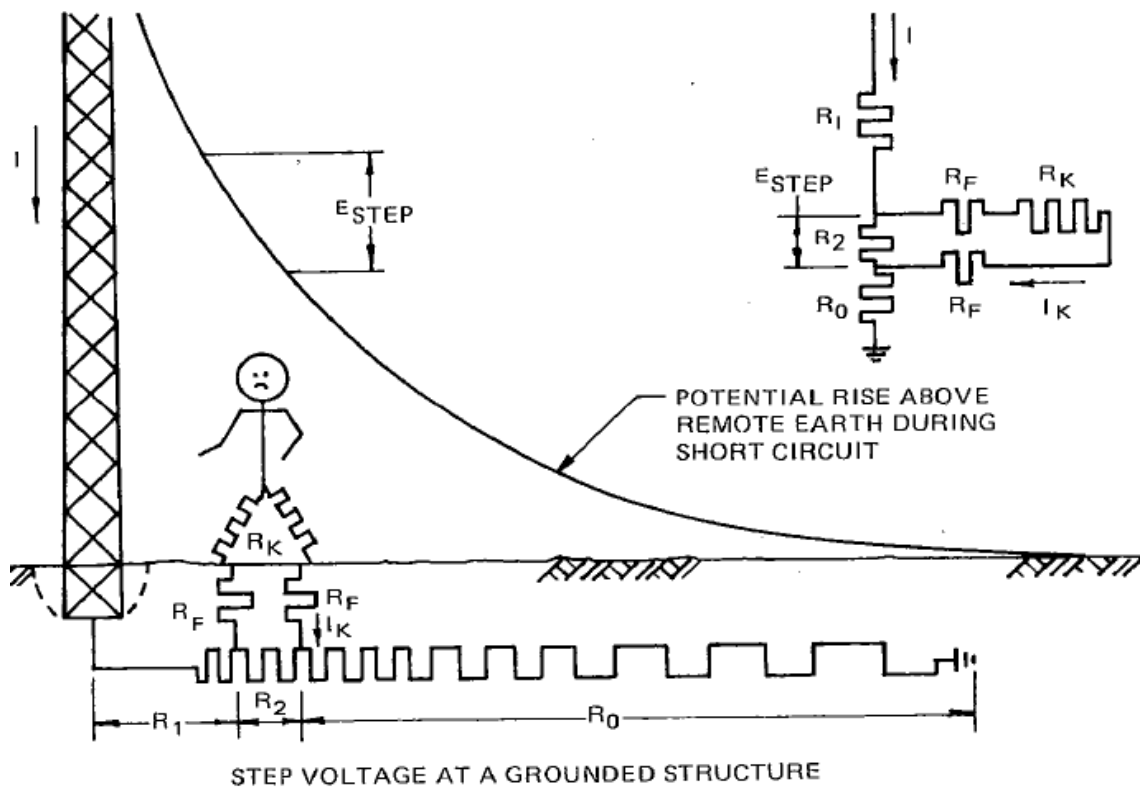 I
E STEP
I
R1
E STEP
R2
R0
RF
RK
RF
IK
POTENTIAL RISE ABOVE
REMOTE EARTH DURING
SHORT CIRCUIT
RK
RF
RF
IK
R1
R2
R0
STEP VOLTAGE AT A GROUNDED STRUCTURE